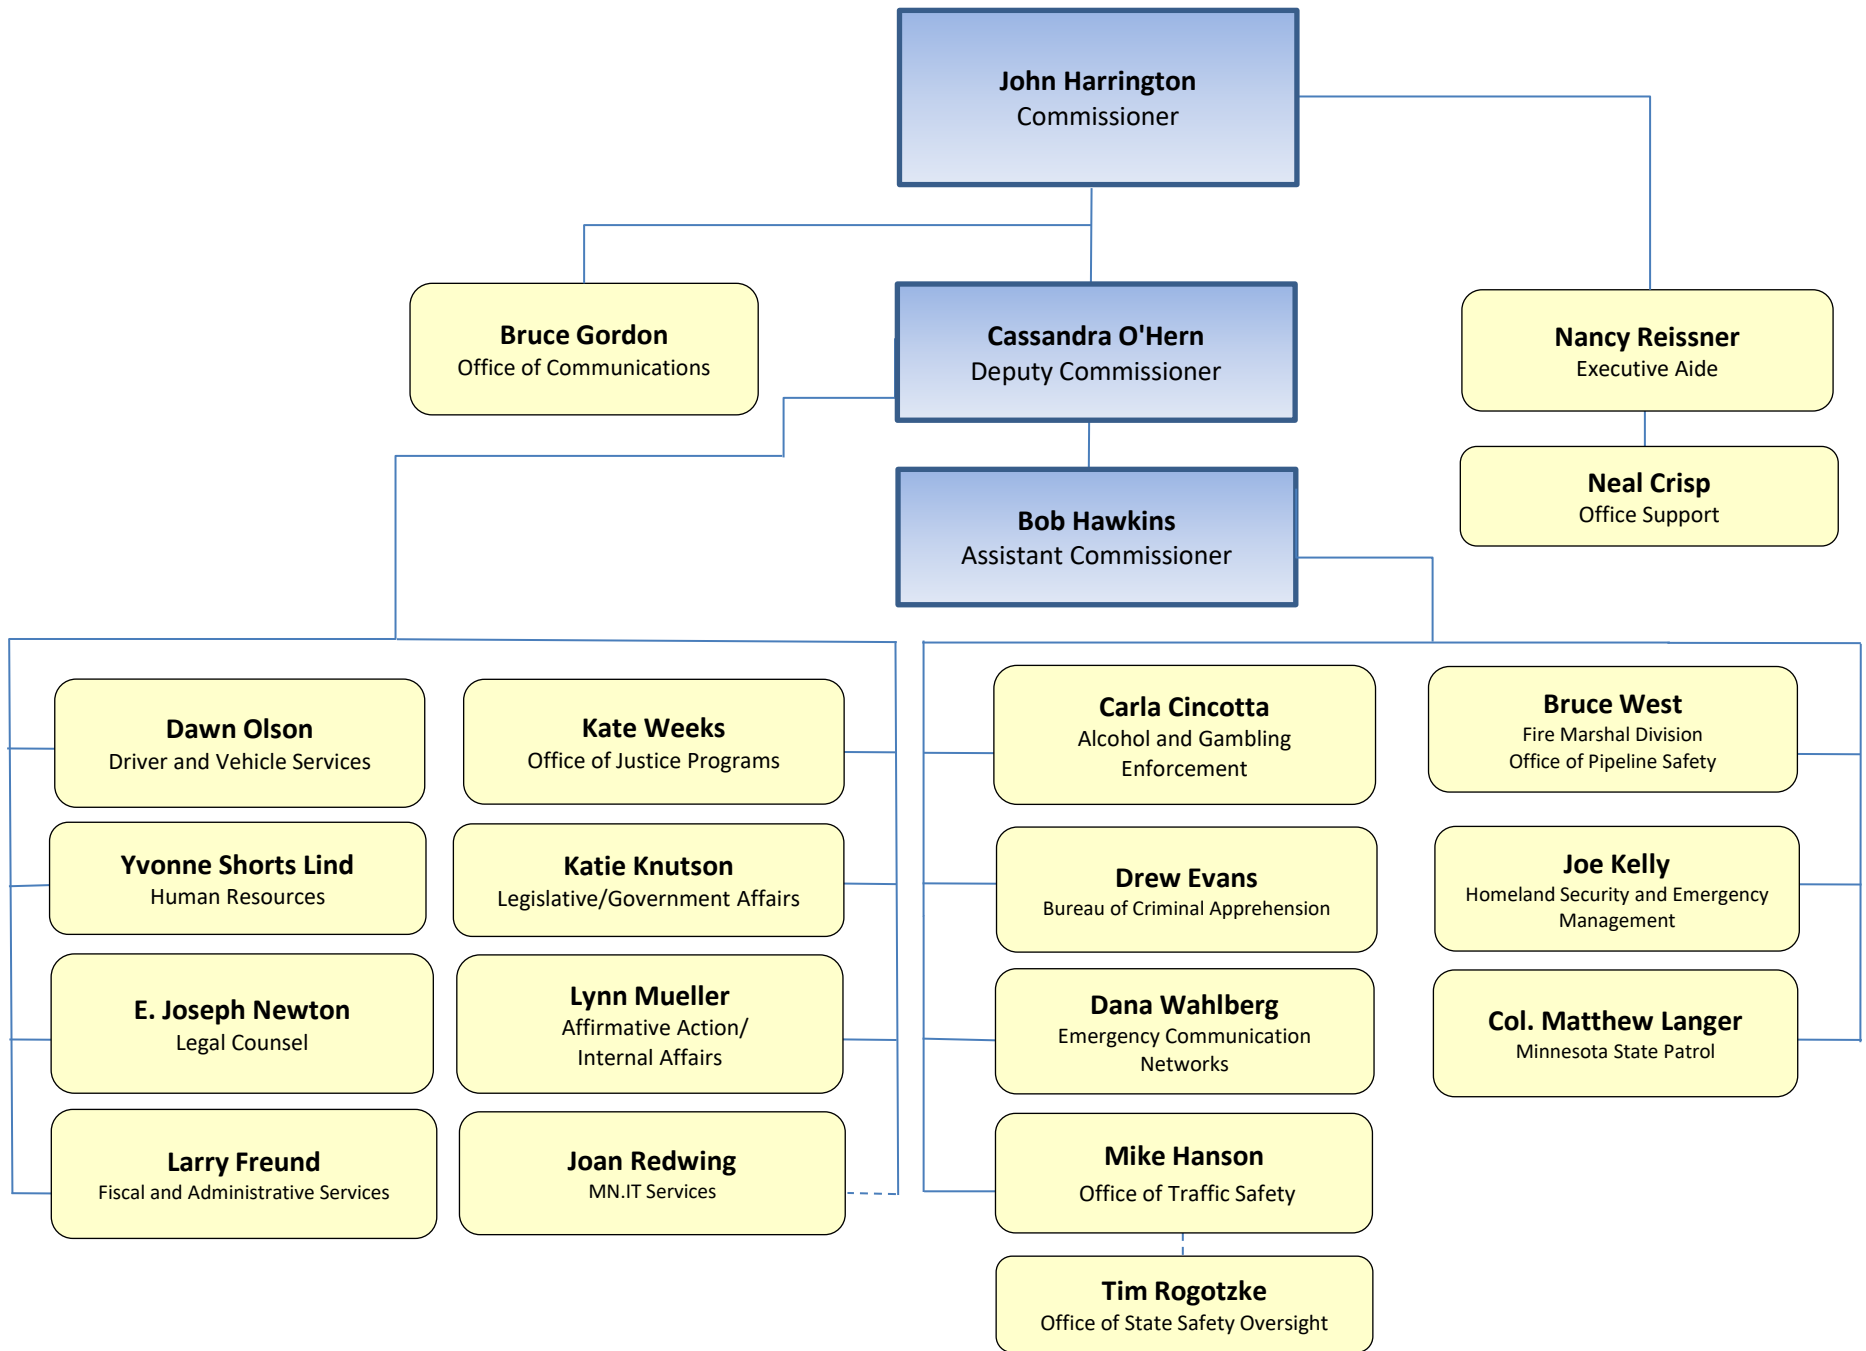 John Harrington
Commissioner
Bruce Gordon
Office of Communications
Cassandra O'Hern
Deputy Commissioner
Nancy Reissner
Executive Aide
Neal Crisp
Office Support
Bob Hawkins
Assistant Commissioner
Dawn Olson
Driver and Vehicle Services
Kate Weeks
Office of Justice Programs
Yvonne Shorts Lind
Human Resources
Katie Knutson
Legislative/Government Affairs
E. Joseph Newton
Legal Counsel
Lynn Mueller
Affirmative Action/
Internal Affairs
Larry Freund
Fiscal and Administrative Services
Joan Redwing
MN.IT Services
Carla Cincotta
Alcohol and Gambling
Enforcement
Bruce West
Fire Marshal Division
Office of Pipeline Safety
Drew Evans
Bureau of Criminal Apprehension
Joe Kelly
Homeland Security and Emergency
Management
Dana Wahlberg
Emergency Communication
Networks
Col. Matthew Langer
Minnesota State Patrol
Mike Hanson
Office of Traffic Safety
Tim Rogotzke
Office of State Safety Oversight